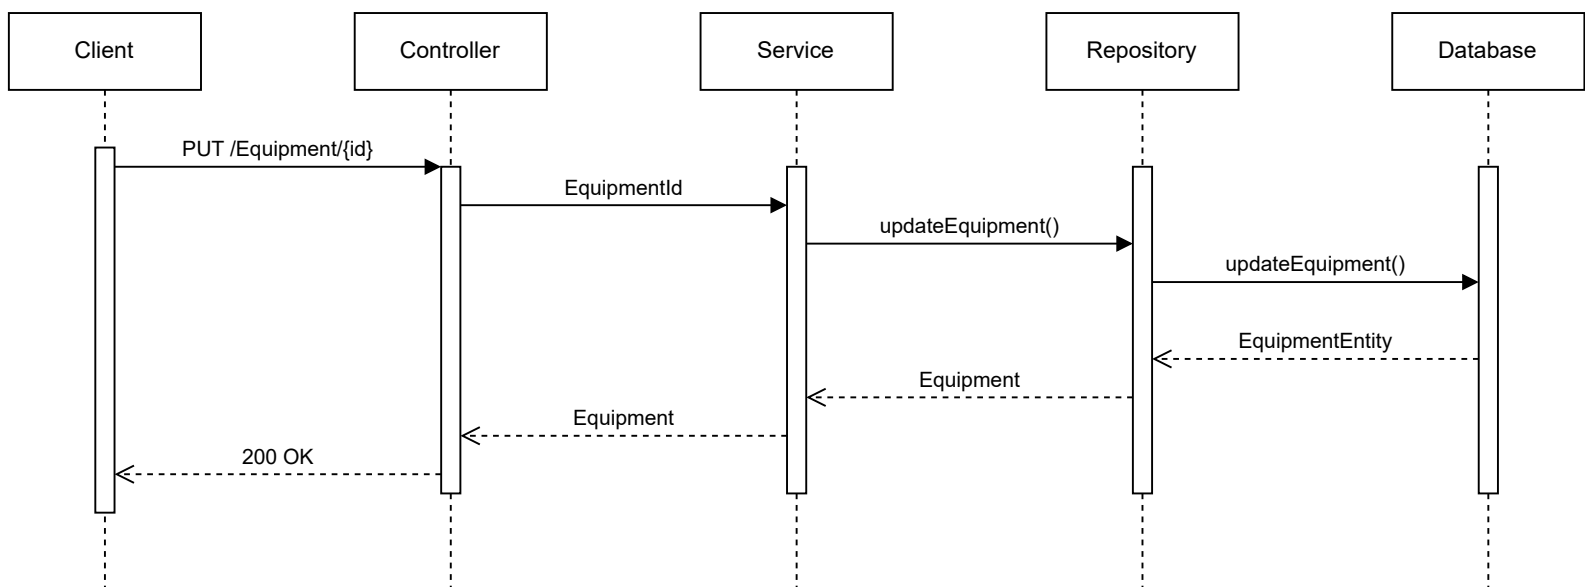 Client
Controller
Service
Repository
Database
PUT /Equipment/{id}
EquipmentId
updateEquipment()
updateEquipment()
EquipmentEntity
Equipment
Equipment
200 OK